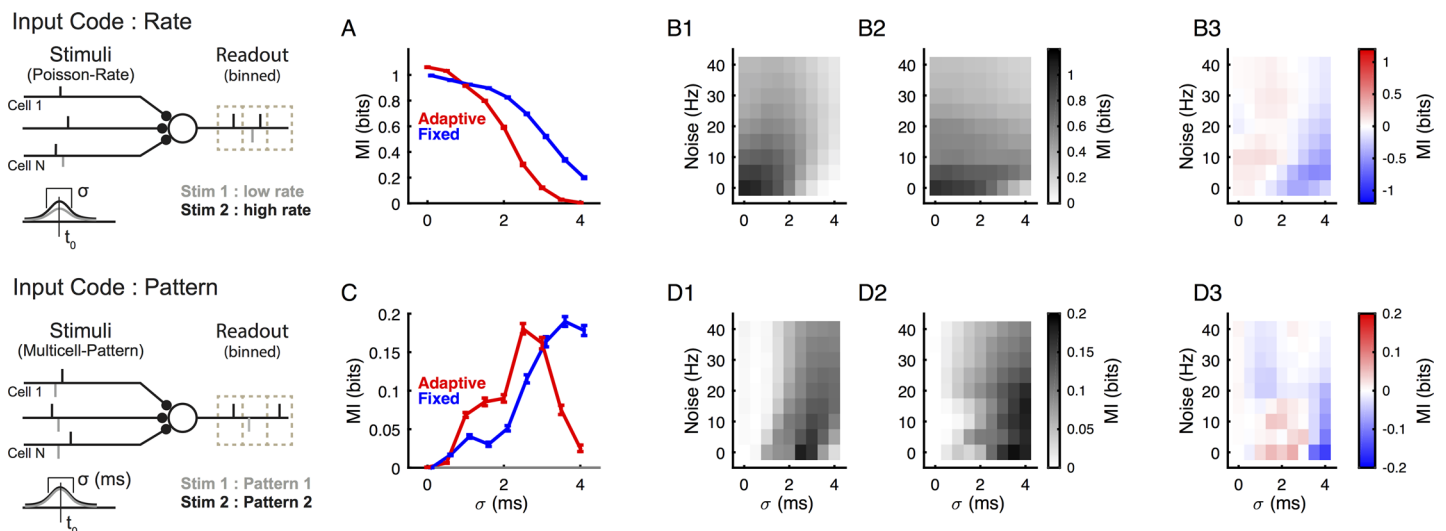 Input Code : Rate
Stimuli
(Poisson-Rate)
Readout
(binned)
Cell 1
Cell N
σ
t0
Stim 1 : low rate
Stim 2 : high rate
A
MI (bits)
1
0.8
0.6
0.4
0.2
0
Adaptive
Fixed
0 2 4
B1
Noise (Hz)
40
30
20
10
0
0 2 4
B2
0 2 4
1
0.8
0.6
0.4
0.2
0
MI (bits)
B3
Noise (Hz)
40
30
20
10
0
0 2 4
1
0.5
0
-0.5
-1
MI (bits)
Input Code : Pattern
Stimuli
(Multicell-Pattern)
Readout
(binned)
Cell 1
Cell N
σ (ms)
t0
Stim 1 : Pattern 1
Stim 2 : Pattern 2
C
MI (bits)
0.2
0.15
0.1
0.05
0
Adaptive
Fixed
0 2 4
σ (ms)
D1
Noise (Hz)
40
30
20
10
0
0 2 4
σ (ms)
D2
40
30
20
10
0
0 2 4
σ (ms)
0.2
0.15
0.1
0.05
0
MI (bits)
D3
Noise (Hz)
40
30
20
10
0
0 2 4
σ (ms)
0.2
0.1
0
-0.1
-0.2
MI (bits)